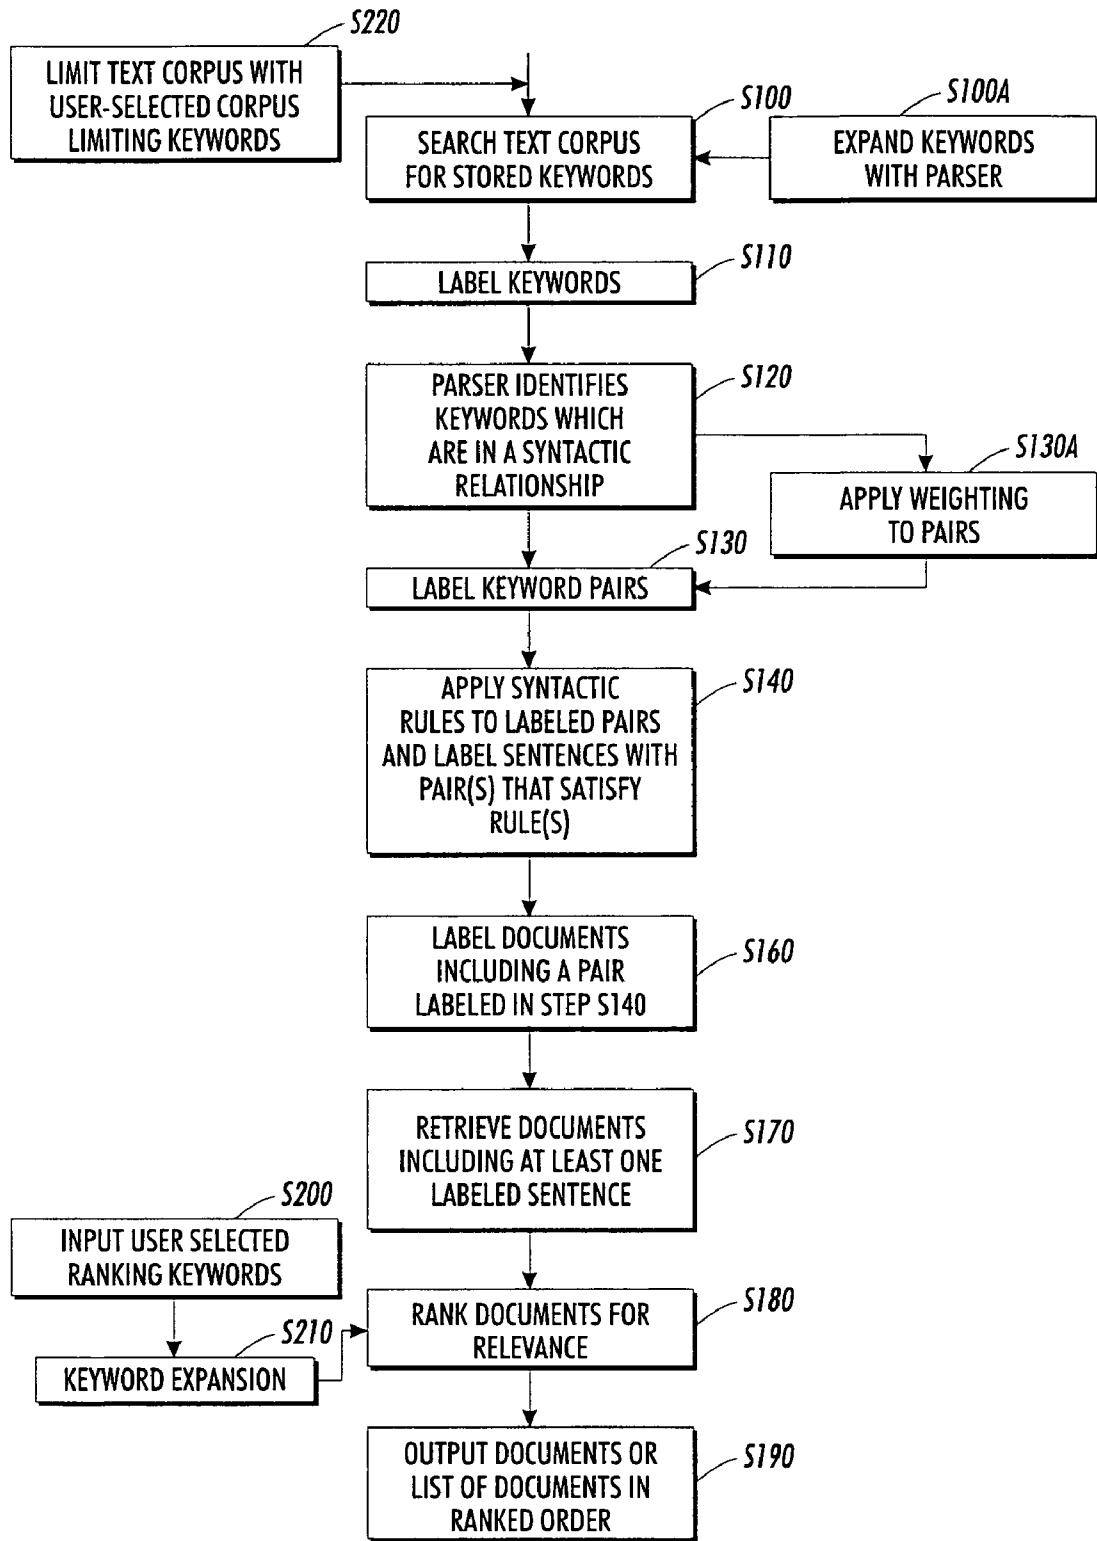 S220
LIMIT TEXT CORPUS WITH
USER-SELECTED CORPUS
LIMITING KEYWORDS
S100
SEARCH TEXT CORPUS
FOR STORED KEYWORDS
S100A
EXPAND KEYWORDS
WITH PARSER
S110
LABEL KEYWORDS
S120
PARSER IDENTIFIES
KEYWORDS WHICH
ARE IN A SYNTACTIC
RELATIONSHIP
S130A
APPLY WEIGHTING
TO PAIRS
S130
LABEL KEYWORD PAIRS
S140
APPLY SYNTACTIC
RULES TO LABELED PAIRS
AND LABEL SENTENCES WITH
PAIR(S) THAT SATISFY
RULE(S)
S160
LABEL DOCUMENTS
INCLUDING A PAIR
LABELED IN STEP S140
S170
RETRIEVE DOCUMENTS
INCLUDING AT LEAST ONE
LABELED SENTENCE
S200
INPUT USER SELECTED
RANKING KEYWORDS
S210
KEYWORD EXPANSION
S180
RANK DOCUMENTS FOR
RELEVANCE
S190
OUTPUT DOCUMENTS OR
LIST OF DOCUMENTS IN
RANKED ORDER